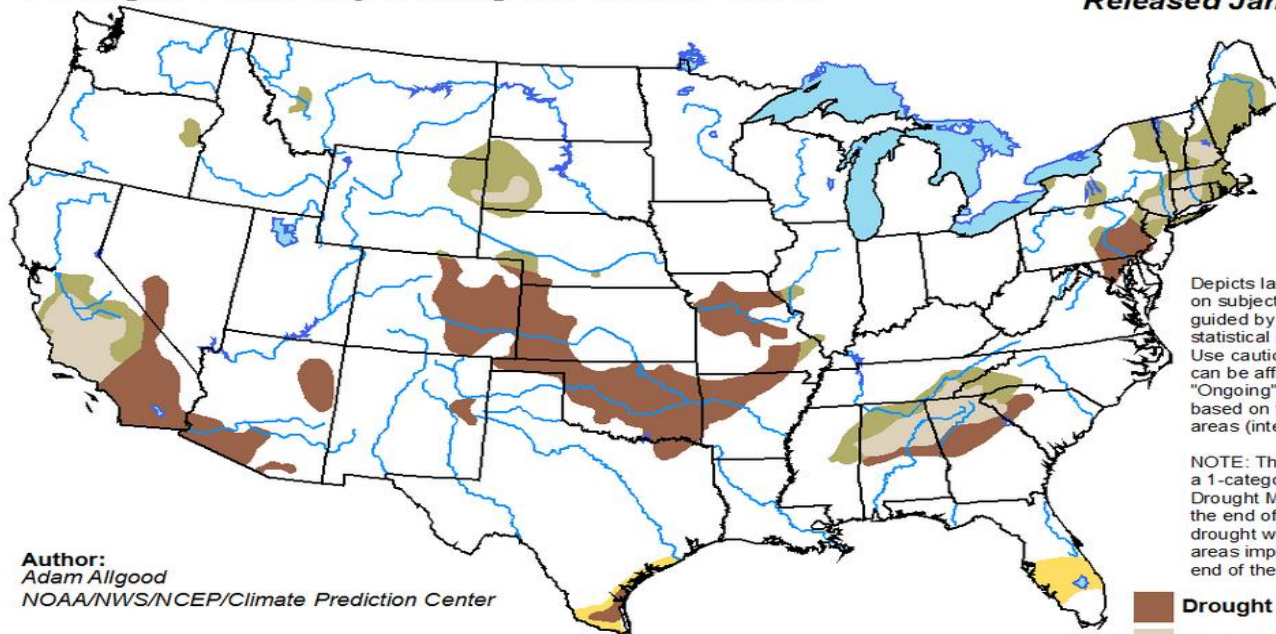 Released Jan
Depicts la
on subject
guided by
statistical
Use cautio
can be aff
"Ongoing"
based on
areas (inte
NOTE: Th
a 1-catego
Drought M
the end of
drought w
areas imp
end of the
Author:
Adam Allgood
NOAA/NWS/NCEP/Climate Prediction Center
Drought